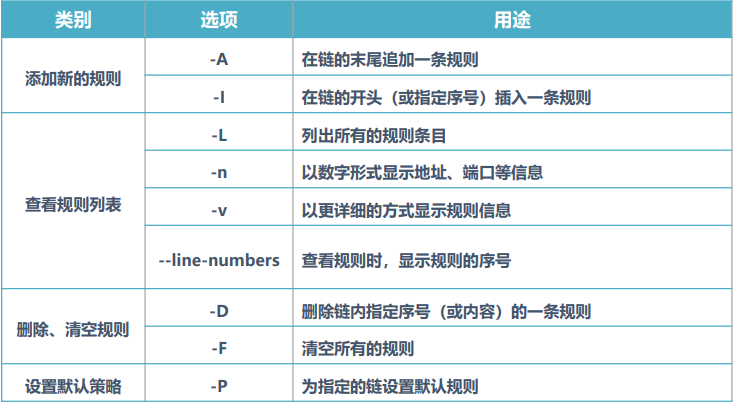 类别 选项 用途
添加新的规则 -A 在链的末尾追加一条规则
-I 在链的开头（或指定序号）插入一条规则
查看规则列表 -L 列出所有的规则条目
-n 以数字形式显示地址、端口等信息
-v 以更详细的方式显示规则信息
--line-numbers 查看规则时，显示规则的序号
删除、清空规则 -D 删除链内指定序号（或内容）的一条规则
-F 清空所有的规则
设置默认策略 -P 为指定的链设置默认规则